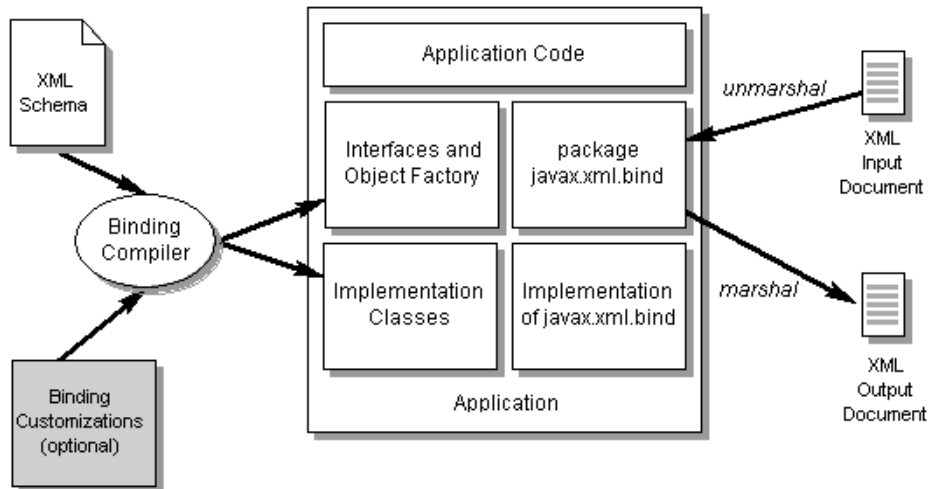 XML
Schema
Binding
Compiler
Binding
Customizations
(optional)
Application Code
Interfaces and
Object Factory
package
javax.xml.bind
Implementation
Classes
Implementation
of javax.xml.bind
Application
unmarshal
marshal
XML
Input
Document
XML
Output
Document